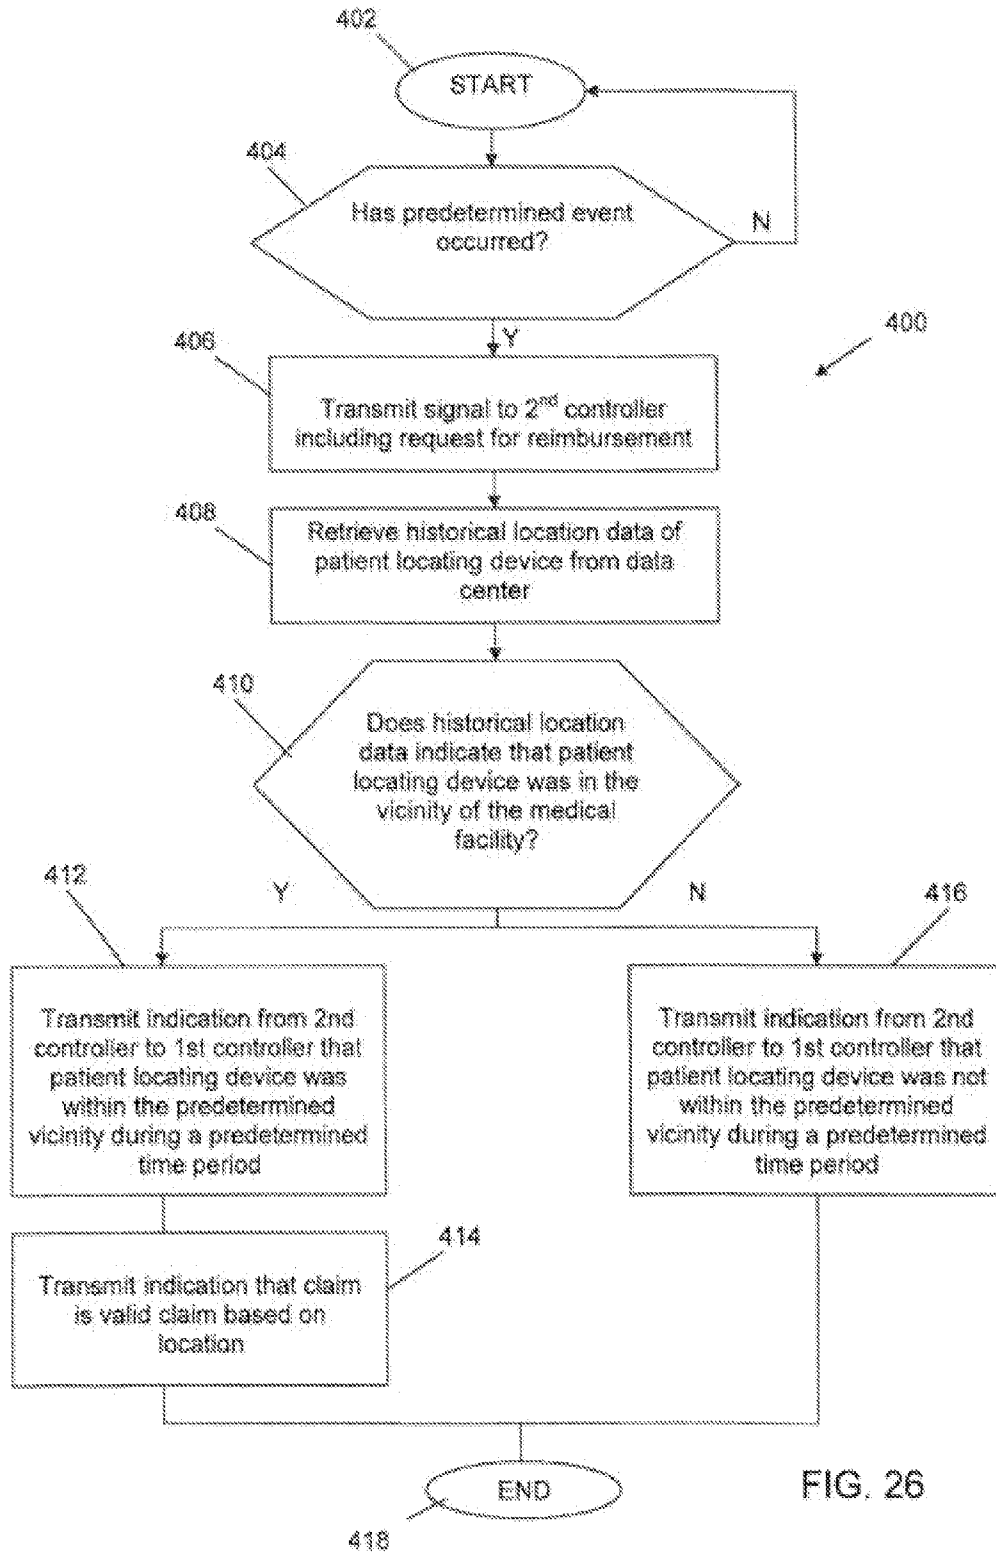 402
START
404
Has predetermined event
occurred?
N
Y
400
406
Transmit signal to 2nd controller
including request for reimbursement
408
Retrieve historical location data of
patient locating device from data
center
410
Does historical location
data indicate that patient
locating device was in the
vicinity of the medical
facility?
Y
N
412
416
Transmit indication from 2nd
controller to 1st controller that
patient locating device was
within the predetermined
vicinity during a predetermined
time period
Transmit indication from 2nd
controller to 1st controller that
patient locating device was not
within the predetermined
vicinity during a predetermined
time period
414
Transmit indication that claim
is valid claim based on
location
END
418
FIG. 26